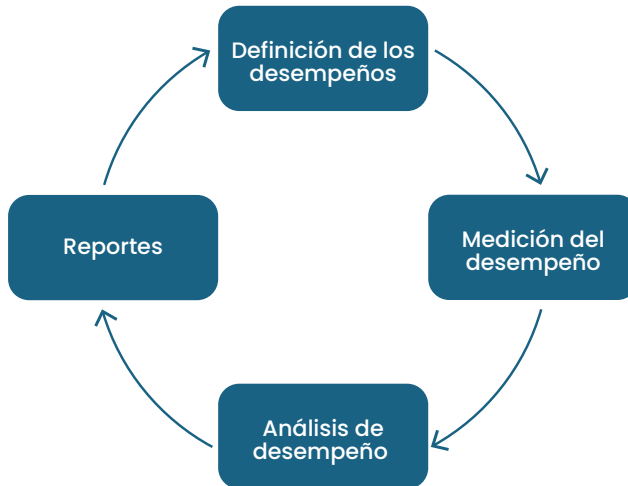 Definición de los
desempeños
Medición del
desempeño
Análisis de
desempeño
Reportes